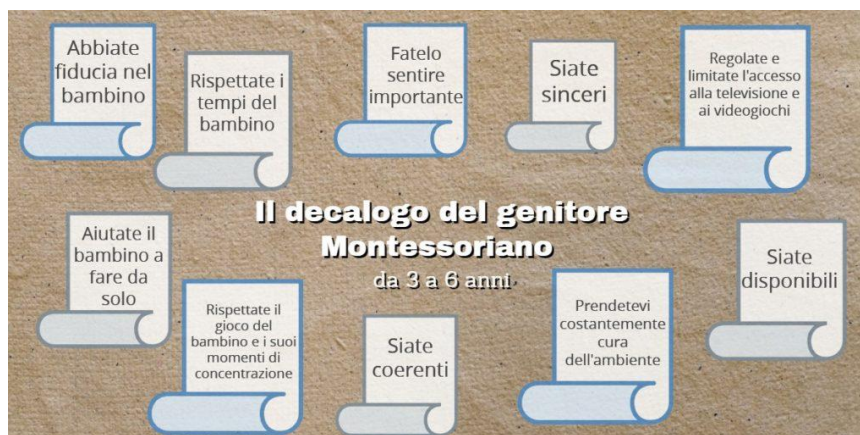 Abbiate
fiducia nel
bambino
Rispettate i
tempi del
bambino
Fatelo
sentire
importante
Siate
sinceri
Regolate e
limitate l'accesso
alla televisione e
ai videogiochi
Il decalogo del genitore
Montessoriano
da 3 a 6 anni
Aiutate il
bambino a
fare da
solo
Rispettate il
gioco del
bambino e i suoi
momenti di
concentrazione
Siate
coerenti
Prendetevi
costantemente
cura
dell'ambiente
Siate
disponibili